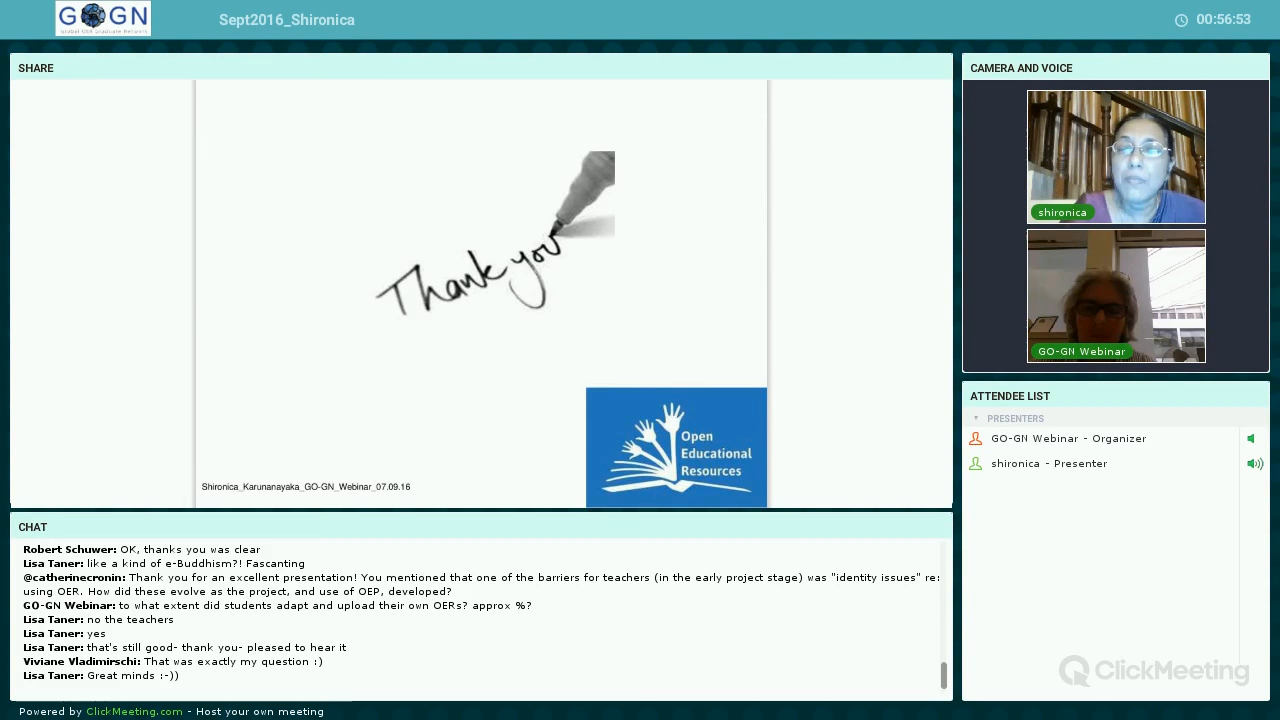 GOGN
Global OER Graduate Network
Sept2016_Shironica
00:56:53
SHARE
Thank you
Open
Educational
Resources
Shironica_Karunanayaka_GO-GN_Webinar_07.09.16
CAMERA AND VOICE
shironica
GO-GN Webinar
ATTENDEE LIST
PRESENTERS
GO-GN Webinar - Organizer
shironica - Presenter
ClickMeeting
CHAT
Robert Schuwer: OK, thanks you was clear
Lisa Taner: like a kind of e-Buddhism?! Fascanting
@catherinecronin: Thank you for an excellent presentation! You mentioned that one of the barriers for teachers (in the early project stage) was "identity issues" re:
using OER. How did these evolve as the project, and use of OEP, developed?
GO-GN Webinar: to what extent did students adapt and upload their own OERs? approx %?
Lisa Taner: no the teachers
Lisa Taner: yes
Lisa Taner: that's still good- thank you- pleased to hear it
Viviane Vladimirschi: That was exactly my question :)
Lisa Taner: Great minds :-))
Powered by ClickMeeting.com - Host your own meeting